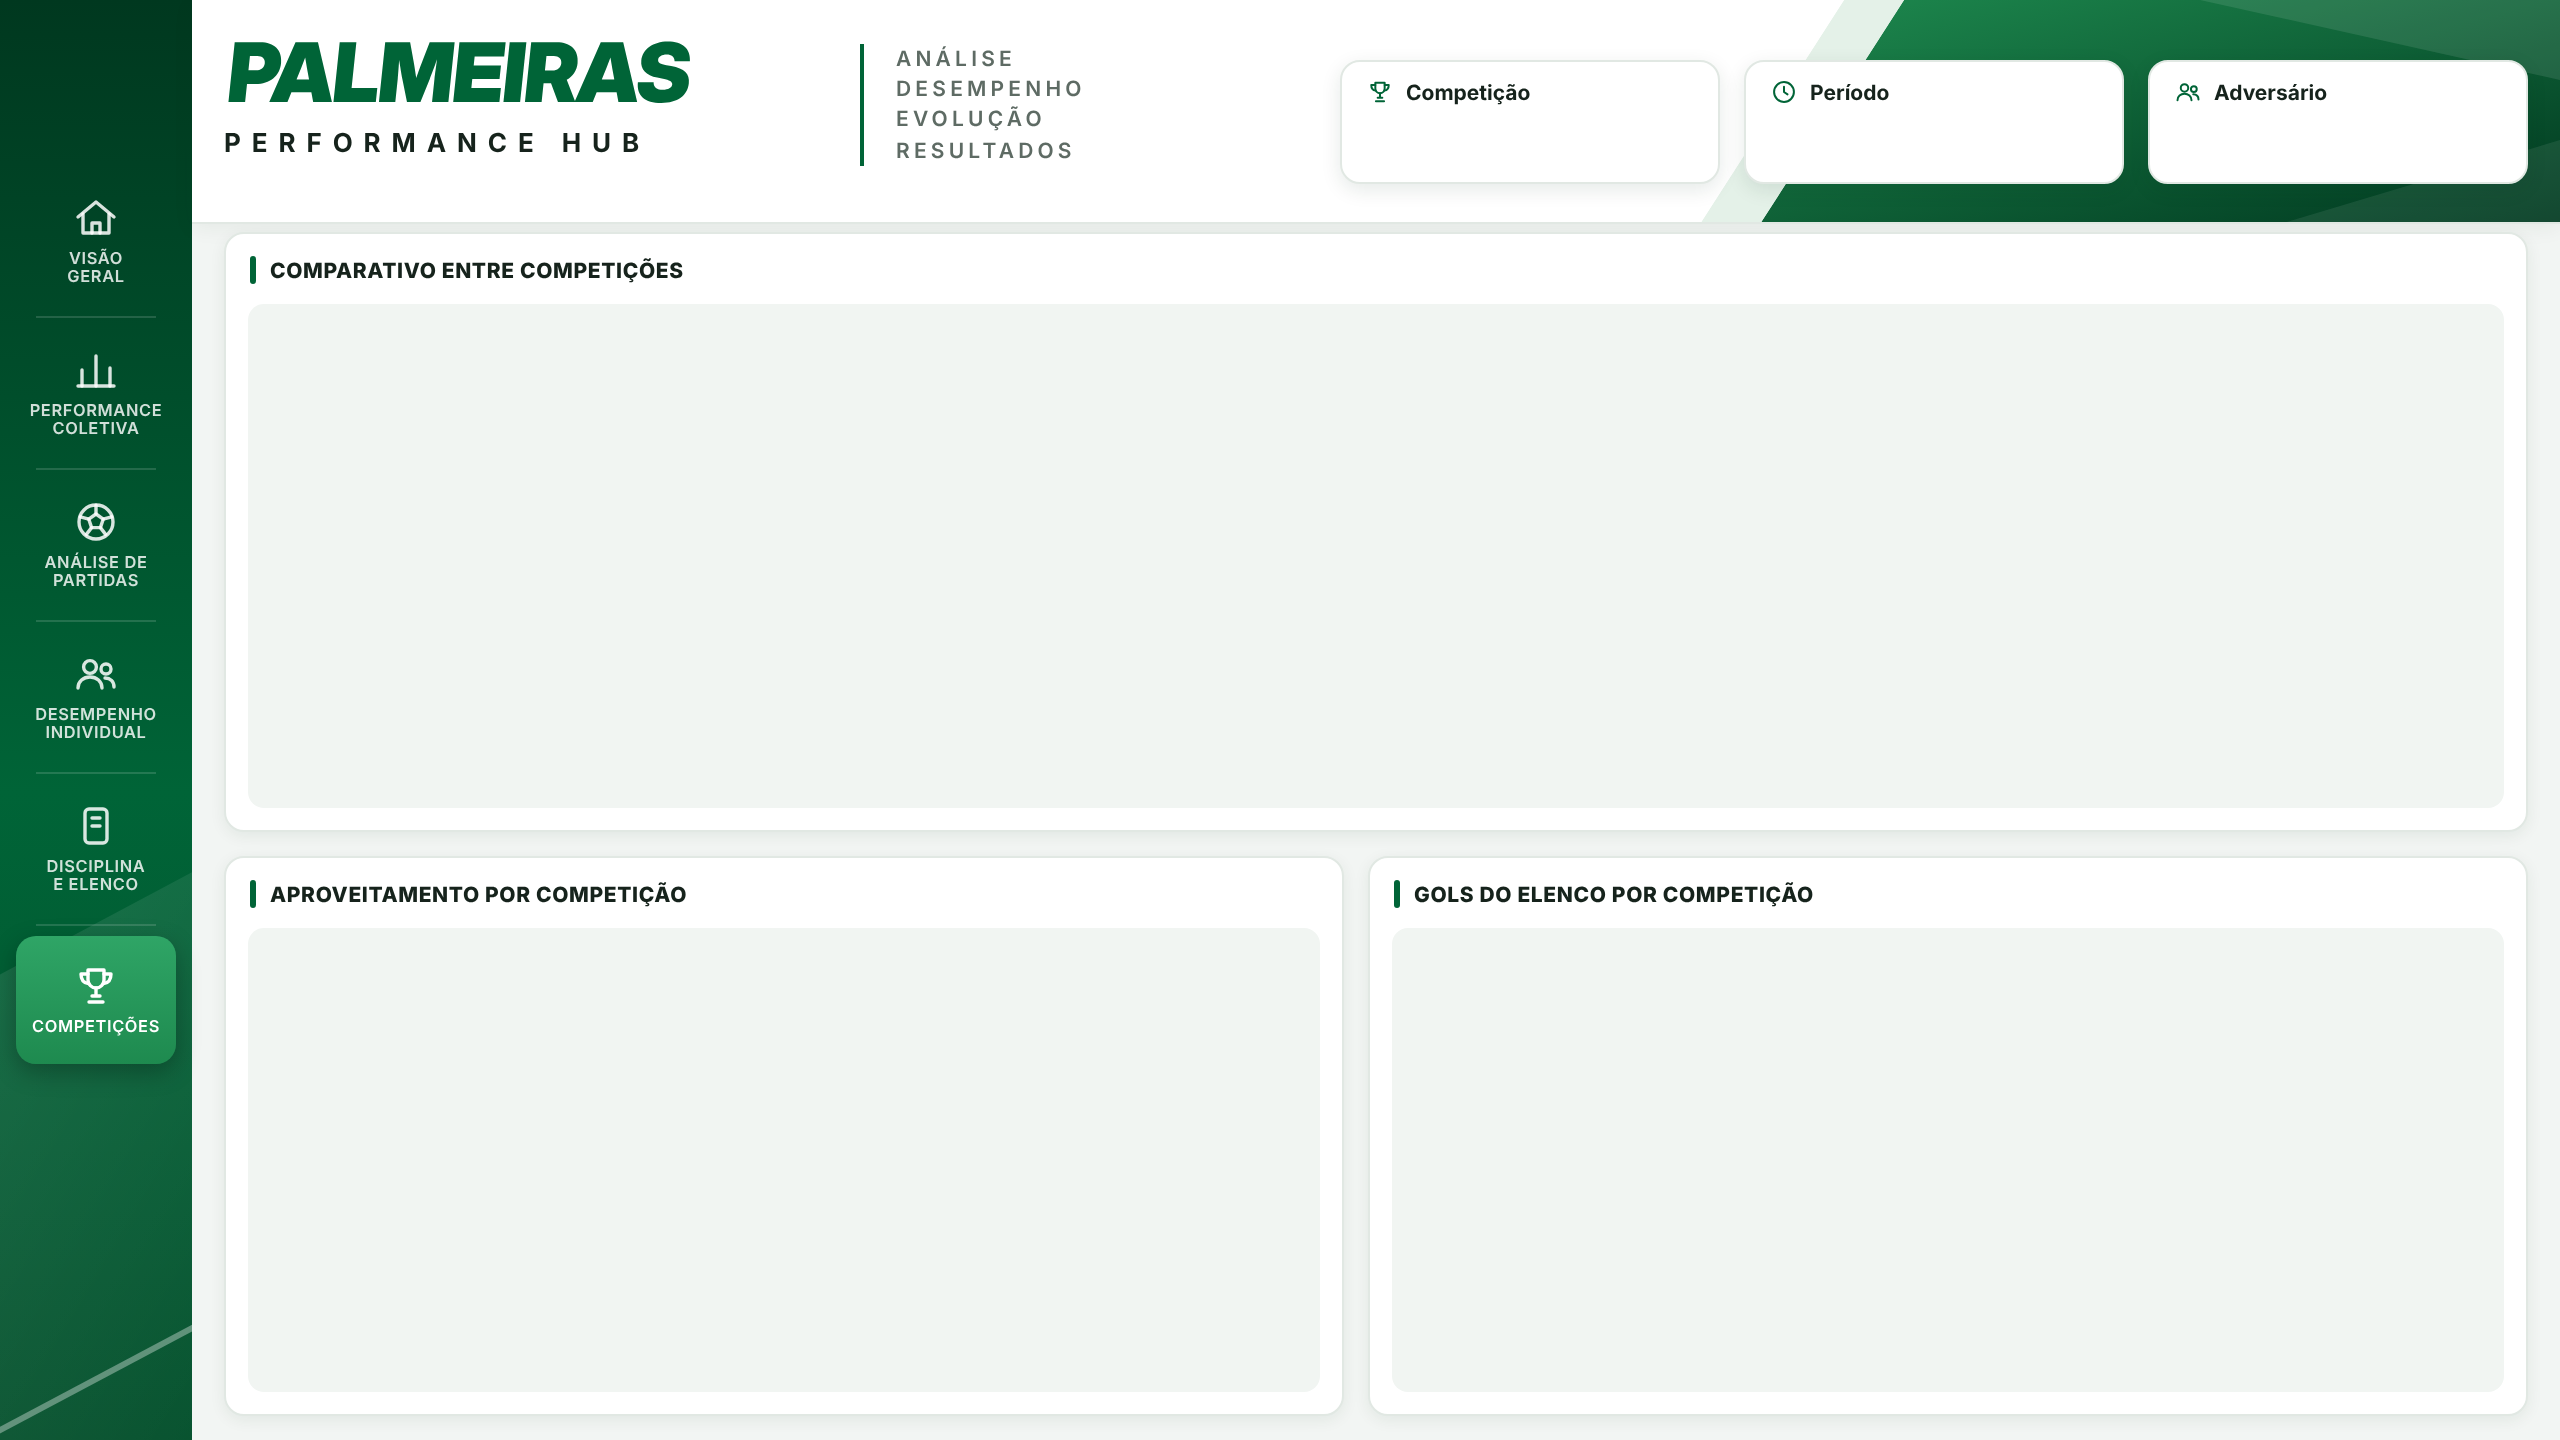 PALMEIRAS
PERFORMANCE HUB
ANÁLISE
DESEMPENHO
EVOLUÇÃO
RESULTADOS
Competição
Período
Adversário
VISÃO
GERAL
PERFORMANCE
COLETIVA
ANÁLISE DE
PARTIDAS
DESEMPENHO
INDIVIDUAL
DISCIPLINA
E ELENCO
COMPETIÇÕES
COMPARATIVO ENTRE COMPETIÇÕES
APROVEITAMENTO POR COMPETIÇÃO
GOLS DO ELENCO POR COMPETIÇÃO